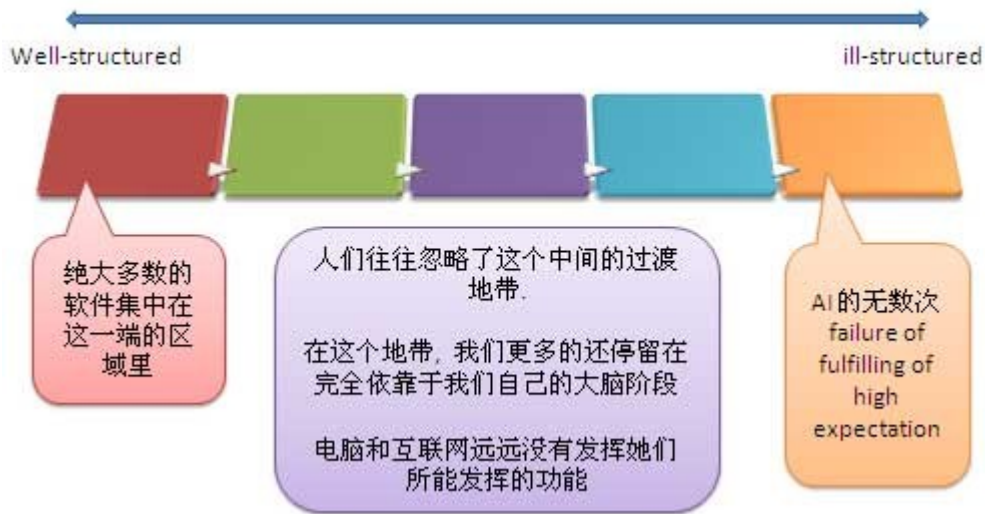 Well-structured
ill-structured
绝大多数的
软件集中在
这一端的区
域里
人们往往忽略了这个中间的过渡
地带.
在这个地带, 我们更多的还停留在
完全依靠于我们自己的大脑阶段
电脑和互联网远远没有发挥她们
所能发挥的功能
AI的无数次
failure of
fulfilling of
high
expectation